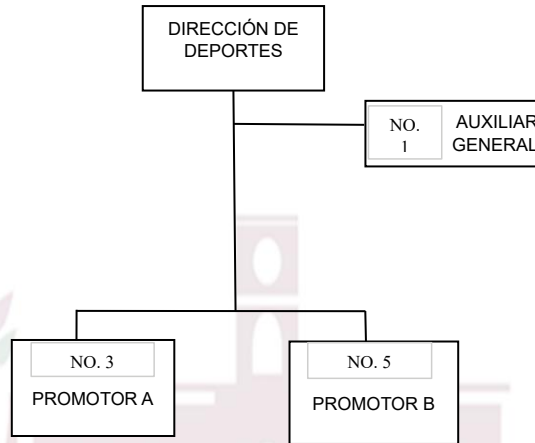 DIRECCIÓN DE
DEPORTES
NO.
1
AUXILIAR
GENERAL
NO. 3
PROMOTOR A
NO. 5
PROMOTOR B